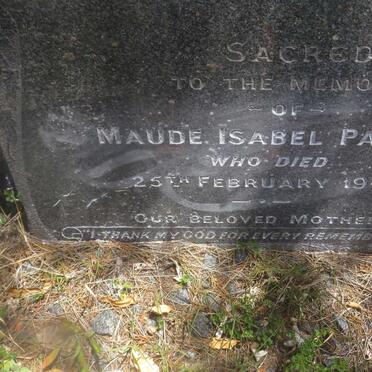 SACRED
TO THE MEMO
OF
MAUDE ISABEL PA
WHO DIED
25TH FEBRUARY 19
OUR BELOVED MOTHE
"I THANK MY GOD FOR EVERY REMEM